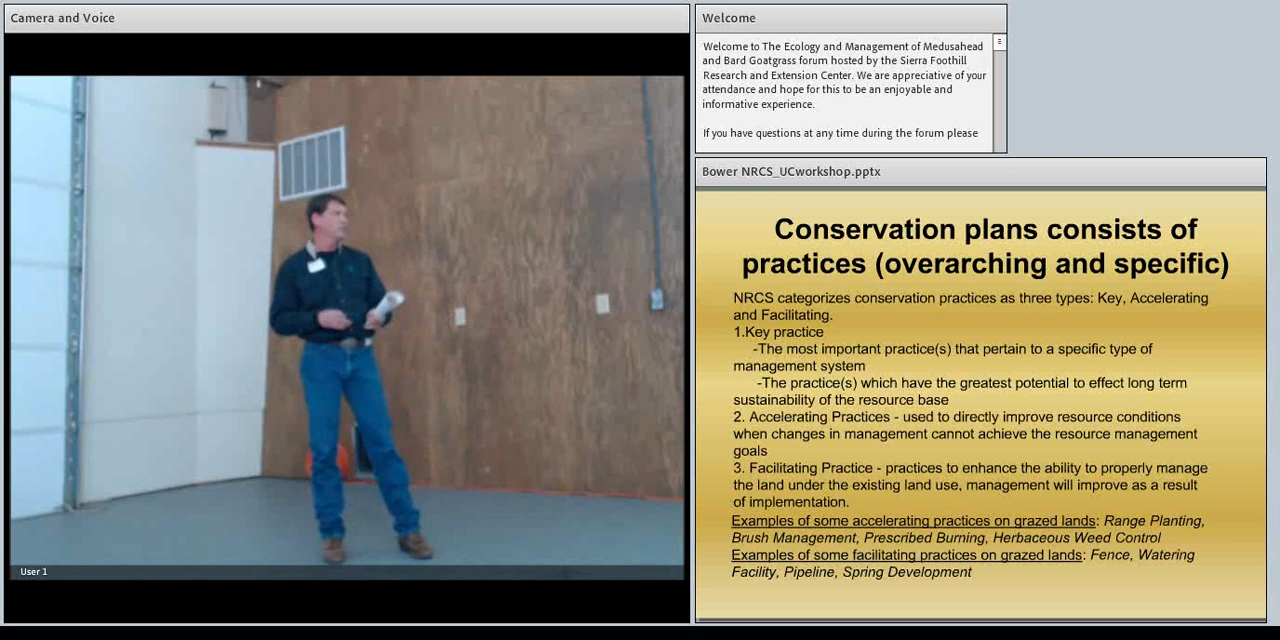 Camera and Voice
Welcome
Welcome to The Ecology and Management of Medusahead
and Bard Goatgrass forum hosted by the Sierra Foothill
Research and Extension Center. We are appreciative of your
attendance and hope for this to be an enjoyable and
informative experience.
If you have questions at any time during the forum please
Bower NRCS_UCworkshop.pptx
Conservation plans consists of
practices (overarching and specific)
NRCS categorizes conservation practices as three types: Key, Accelerating
and Facilitating.
1.Key practice
-The most important practice(s) that pertain to a specific type of
management system
-The practice(s) which have the greatest potential to effect long term
sustainability of the resource base
2. Accelerating Practices - used to directly improve resource conditions
when changes in management cannot achieve the resource management
goals
3. Facilitating Practice - practices to enhance the ability to properly manage
the land under the existing land use, management will improve as a result
of implementation.
Examples of some accelerating practices on grazed lands: Range Planting,
Brush Management, Prescribed Burning, Herbaceous Weed Control
Examples of some facilitating practices on grazed lands: Fence, Watering
Facility, Pipeline, Spring Development
User 1